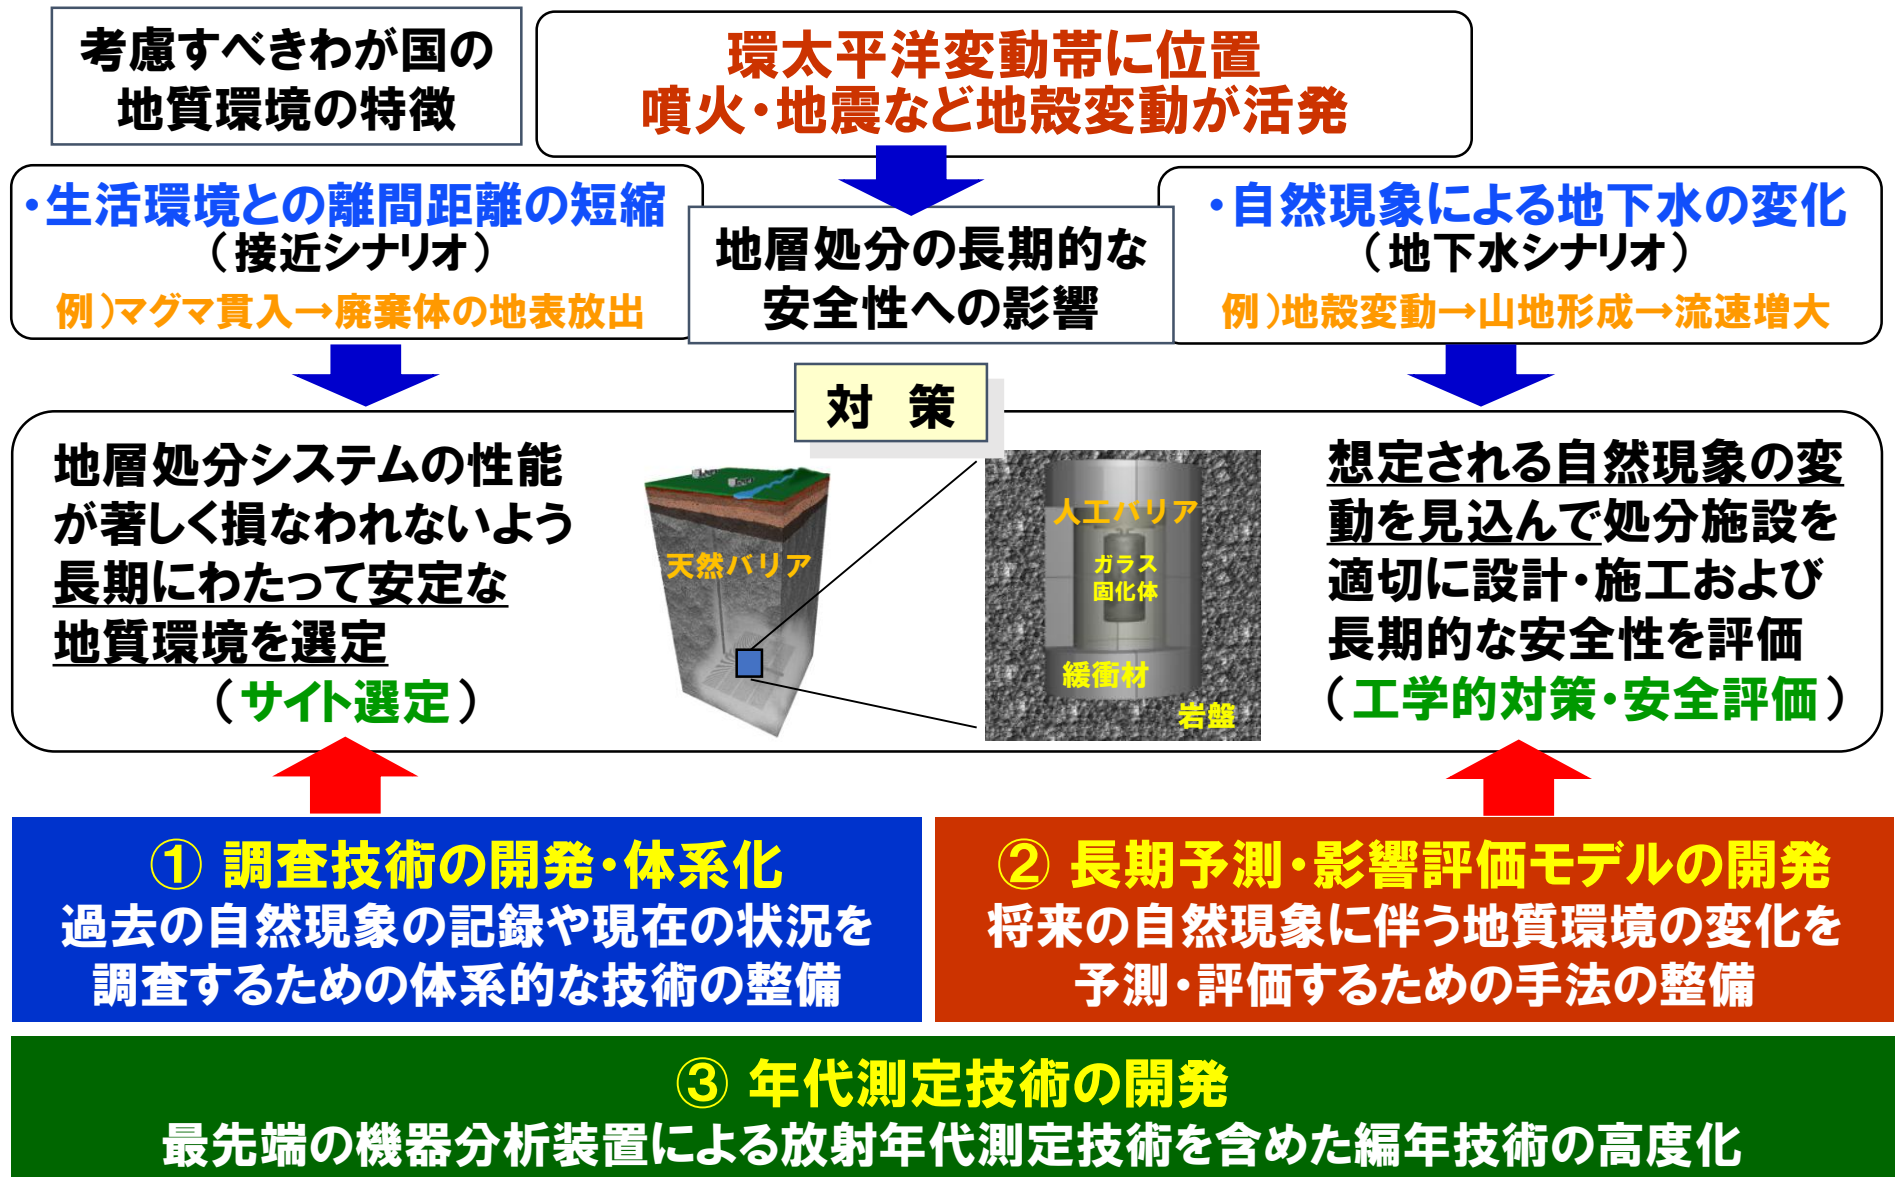 考慮すべきわが国の
地質環境の特徴
環太平洋変動帯に位置
噴火・地震など地殻変動が活発
・生活環境との離間距離の短縮
（接近シナリオ）
例）マグマ貫入→廃棄体の地表放出
地層処分の長期的な
安全性への影響
・自然現象による地下水の変化
（地下水シナリオ）
例）地殻変動→山地形成→流速増大
対　策
地層処分システムの性能
が著しく損なわれないよう
長期にわたって安定な
地質環境を選定
（サイト選定）
天然バリア
人工バリア
ガラス
固化体
緩衝材
岩盤
想定される自然現象の変
動を見込んで処分施設を
適切に設計・施工および
長期的な安全性を評価
（工学的対策・安全評価）
① 調査技術の開発・体系化
過去の自然現象の記録や現在の状況を
調査するための体系的な技術の整備
② 長期予測・影響評価モデルの開発
将来の自然現象に伴う地質環境の変化を
予測・評価するための手法の整備
③ 年代測定技術の開発
最先端の機器分析装置による放射年代測定技術を含めた編年技術の高度化